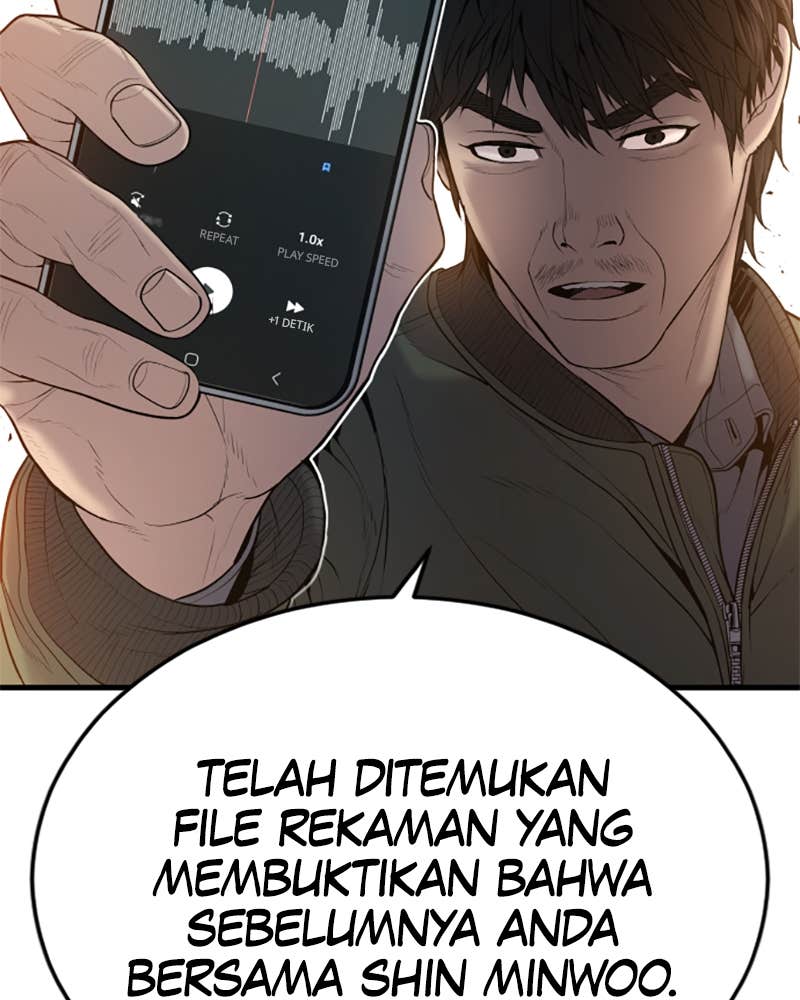 REPEAT
1.0x
PLAY SPEED
+1 DETIK
TELAH DITEMUKAN
FILE REKAMAN YANG
MEMBUKTIKAN BAHWA
SEBELUMNYA ANDA
BERSAMA SHIN MINWOO.